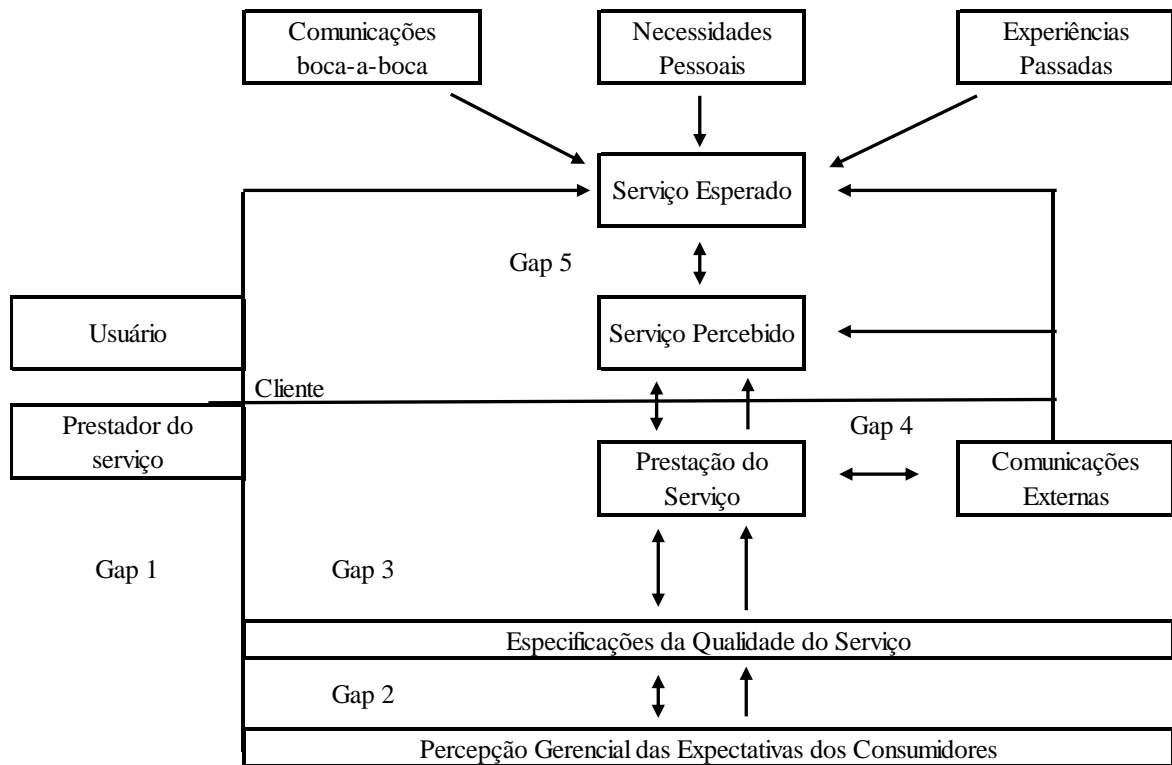 Comunicações
boca-a-boca
Necessidades
Pessoais
Experiências
Passadas
Serviço Esperado
Gap 5
Usuário
Serviço Percebido
Cliente
Prestador do
serviço
Gap 4
Prestação do
Serviço
Comunicações
Externas
Gap 1
Gap 3
Especificações da Qualidade do Serviço
Gap 2
Percepção Gerencial das Expectativas dos Consumidores